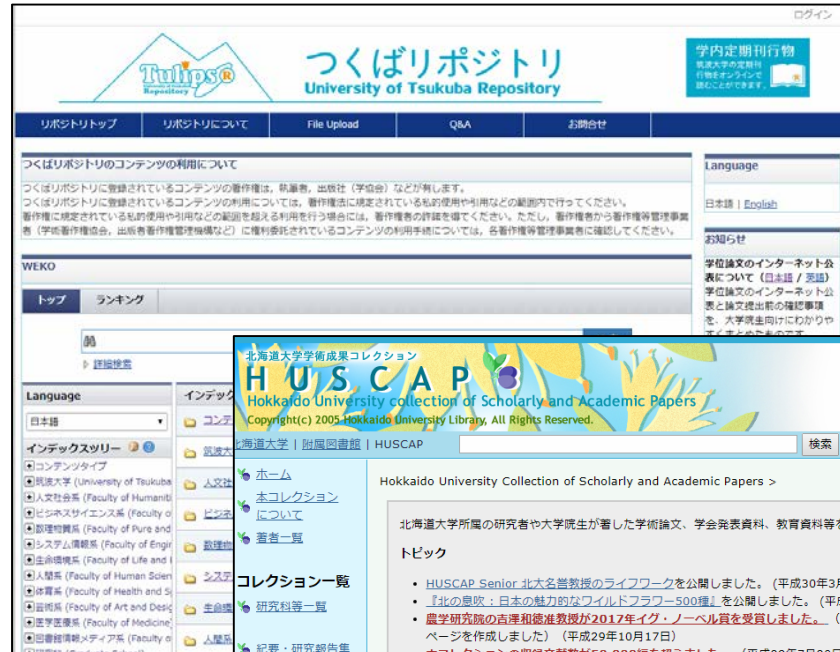 ログイン
Tulips R
Repository
つくばリポジトリ
University of Tsukuba Repository
学内定期刊行物
筑波大学の定期刊
行物をオンラインで
読むことができます。
リポジトリトップ
リポジトリについて
File Upload
Q&A
お問合せ
つくばリポジトリのコンテンツの利用について
つくばリポジトリに登録されているコンテンツの著作権は，執筆者，出版社（学協会）などが有します。
つくばリポジトリに登録されているコンテンツの利用については，著作権法に規定されている私的使用や引用などの範囲内で行ってください。
著作権に規定されている私的使用や引用などの範囲を超える利用を行う場合には，著作権者の許諾を得てください。ただし，著作権者から著作権等管理事業
者（学術著作権協会，出版者著作権管理機構など）に権利委託されているコンテンツの利用手続については，各著作権等管理事業者に確認してください。
Language
日本語 | English
お知らせ
学位論文のインターネット公
表について（日本語 / 英語）
学位論文のインターネット公
表と論文提出前の確認事項
を、大学院生向けにわかりや
すくまとめたものです
WEKO
トップ
ランキング
詳細検索
Language
日本語
インデックスツリー
コンテンツタイプ
筑波大学 (University of Tsukuba
人文社会系 (Faculty of Humaniti
ビジネスサイエンス系 (Faculty o
数理物質系 (Faculty of Pure and
システム情報系 (Faculty of Engir
生命環境系 (Faculty of Life and
人間系 (Faculty of Human Scien
体育系 (Faculty of Health and Sp
芸術系 (Faculty of Art and Desig
医学医療系 (Faculty of Medicine)
図書館情報メディア系 (Faculty o
インデック
コンテ
筑波大
人文社
ビジネ
数理物
システ
生命環
人間系
北海道大学学術成果コレクション
HUSCAP
Hokkaido University collection of Scholarly and Academic Papers
Copyright(c) 2005 Hokkaido University Library, All Rights Reserved.
北海道大学 | 附属図書館 | HUSCAP
検索
ホーム
本コレクション
について
著者一覧
コレクション一覧
研究科等一覧
紀要・研究報告集
Hokkaido University Collection of Scholarly and Academic Papers >
北海道大学所属の研究者や大学院生が著した学術論文、学会発表資料、教育資料等を
トピック
HUSCAP Senior 北大名誉教授のライフワークを公開しました。 (平成30年3月
『北の息吹 : 日本の魅力的なワイルドフラワー500種』を公開しました。 (平成
農学研究院の吉澤和徳准教授が2017年イグ・ノーベル賞を受賞しました。 （
ページを作成しました）（平成29年10月17日）